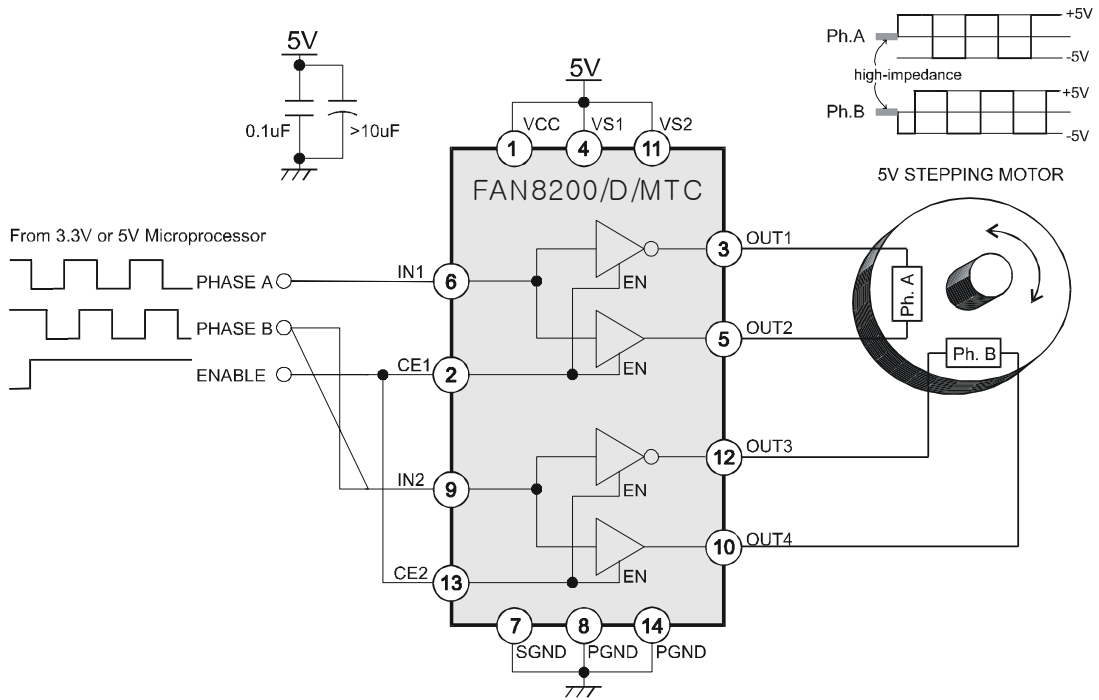 5V
0.1uF
>10uF
5V
Ph.A
+5V
-5V
high-impedance
Ph.B
+5V
-5V
5V STEPPING MOTOR
VCC
VS1
VS2
1
4
11
FAN8200/D/MTC
From 3.3V or 5V Microprocessor
PHASE A
IN1
6
EN
3
OUT1
Ph. A
PHASE B
5
OUT2
ENABLE
CE1
2
EN
Ph. B
IN2
9
EN
12
OUT3
10
OUT4
CE2
13
EN
7
8
14
SGND
PGND
PGND